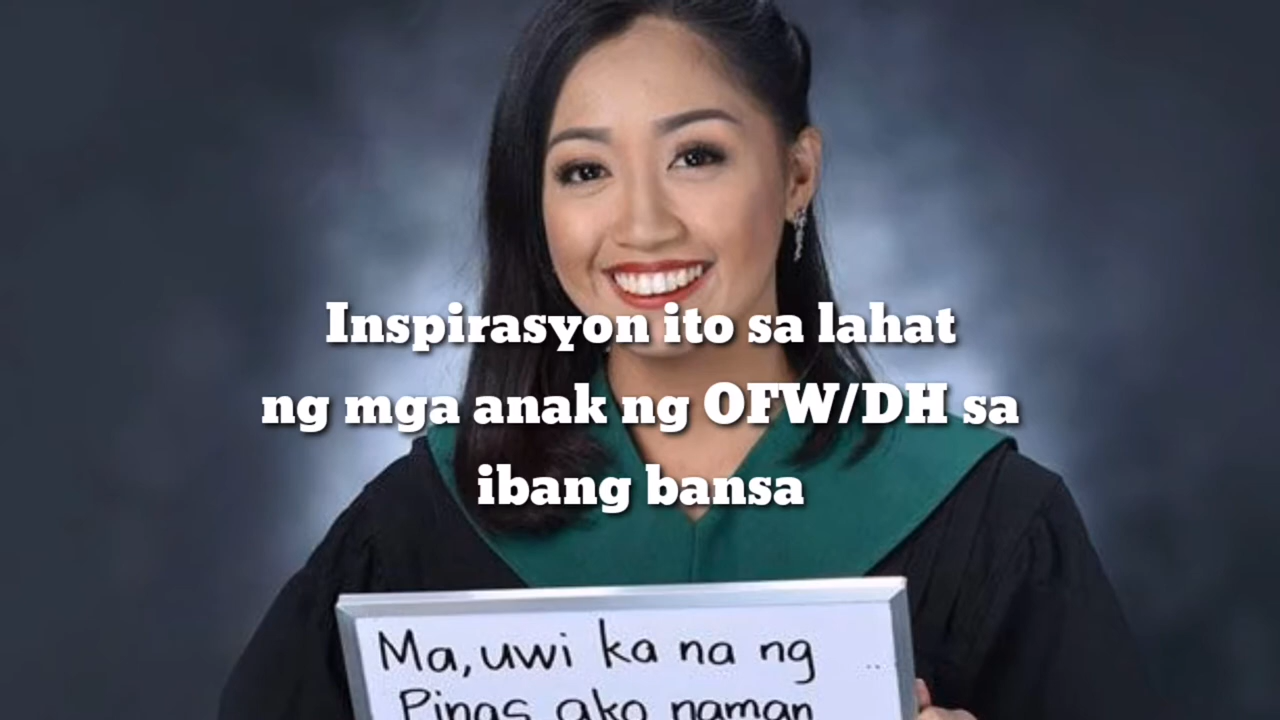 Inspirasyon ito sa lahat
ng mga anak ng OFW/DH sa
ibang bansa
Ma, uwi ka na ng
Pinas ako naman